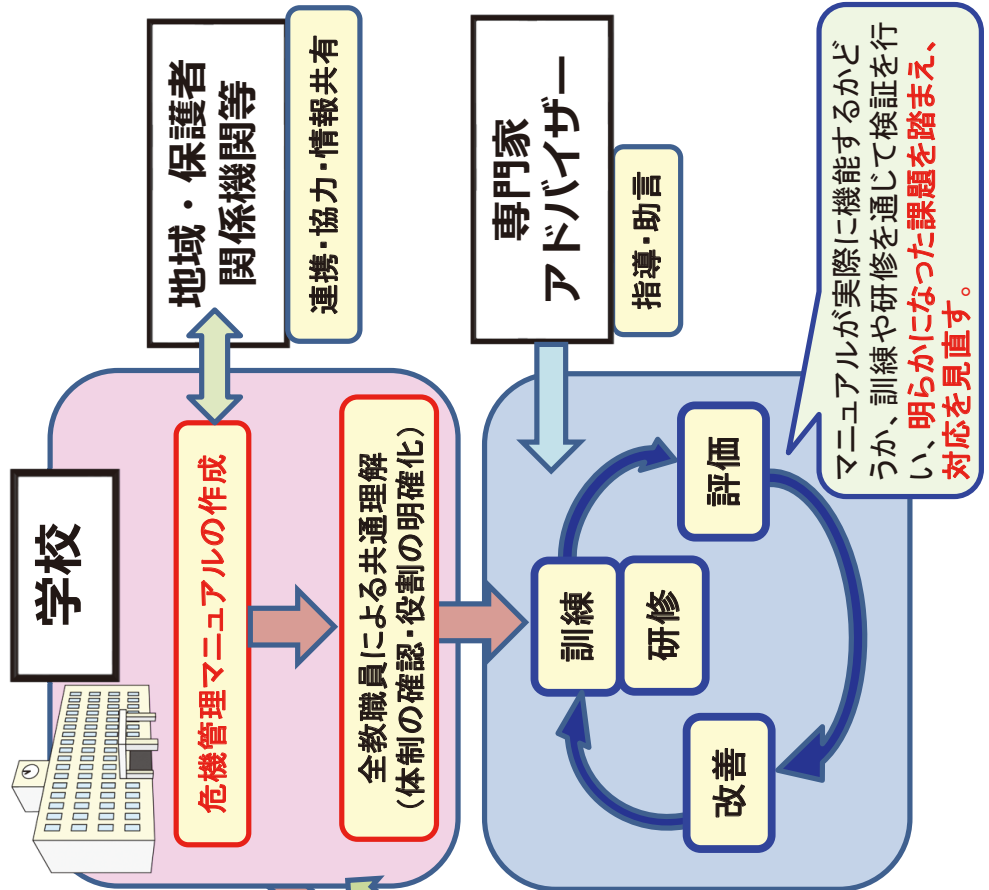 学校
危機管理マニュアルの作成
全教職員による共通理解
（体制の確認・役割の明確化）
地域・保護者
関係機関等
連携・協力・情報共有
専門家
アドバイザー
指導・助言
訓練
研修
評価
改善
マニュアルが実際に機能するかど
うか、訓練や研修を通じて検証を行
い、明らかになった課題を踏まえ、
対応を見直す。